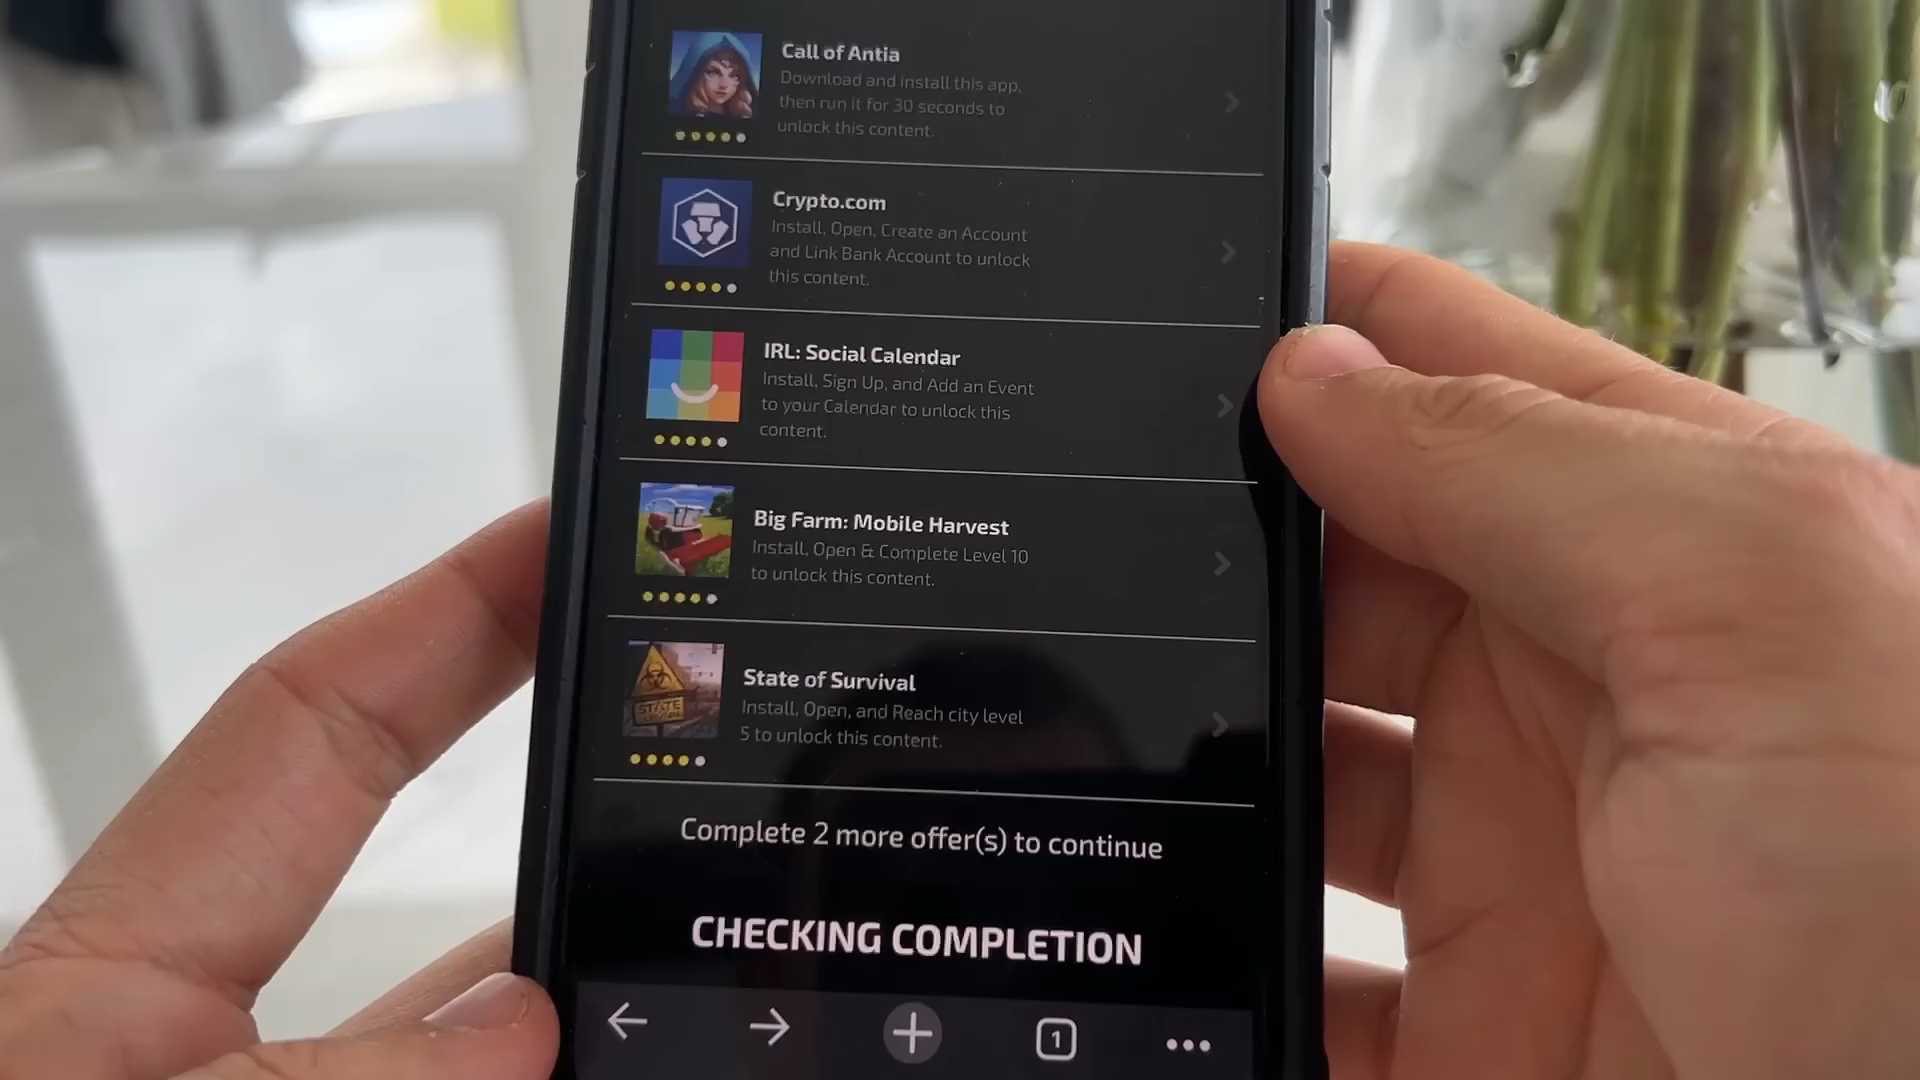 Call of Antia
Download and install this app,
then run it for 30 seconds to
unlock this content.
Crypto.com
Install, Open, Create an Account
and Link Bank Account to unlock
this content.
IRL: Social Calendar
Install, Sign Up, and Add an Event
to your Calendar to unlock this
content.
Big Farm: Mobile Harvest
Install, Open & Complete Level 10
to unlock this content.
STATE
State of Survival
Install, Open, and Reach city level
5 to unlock this content.
Complete 2 more offer(s) to continue
CHECKING COMPLETION
1